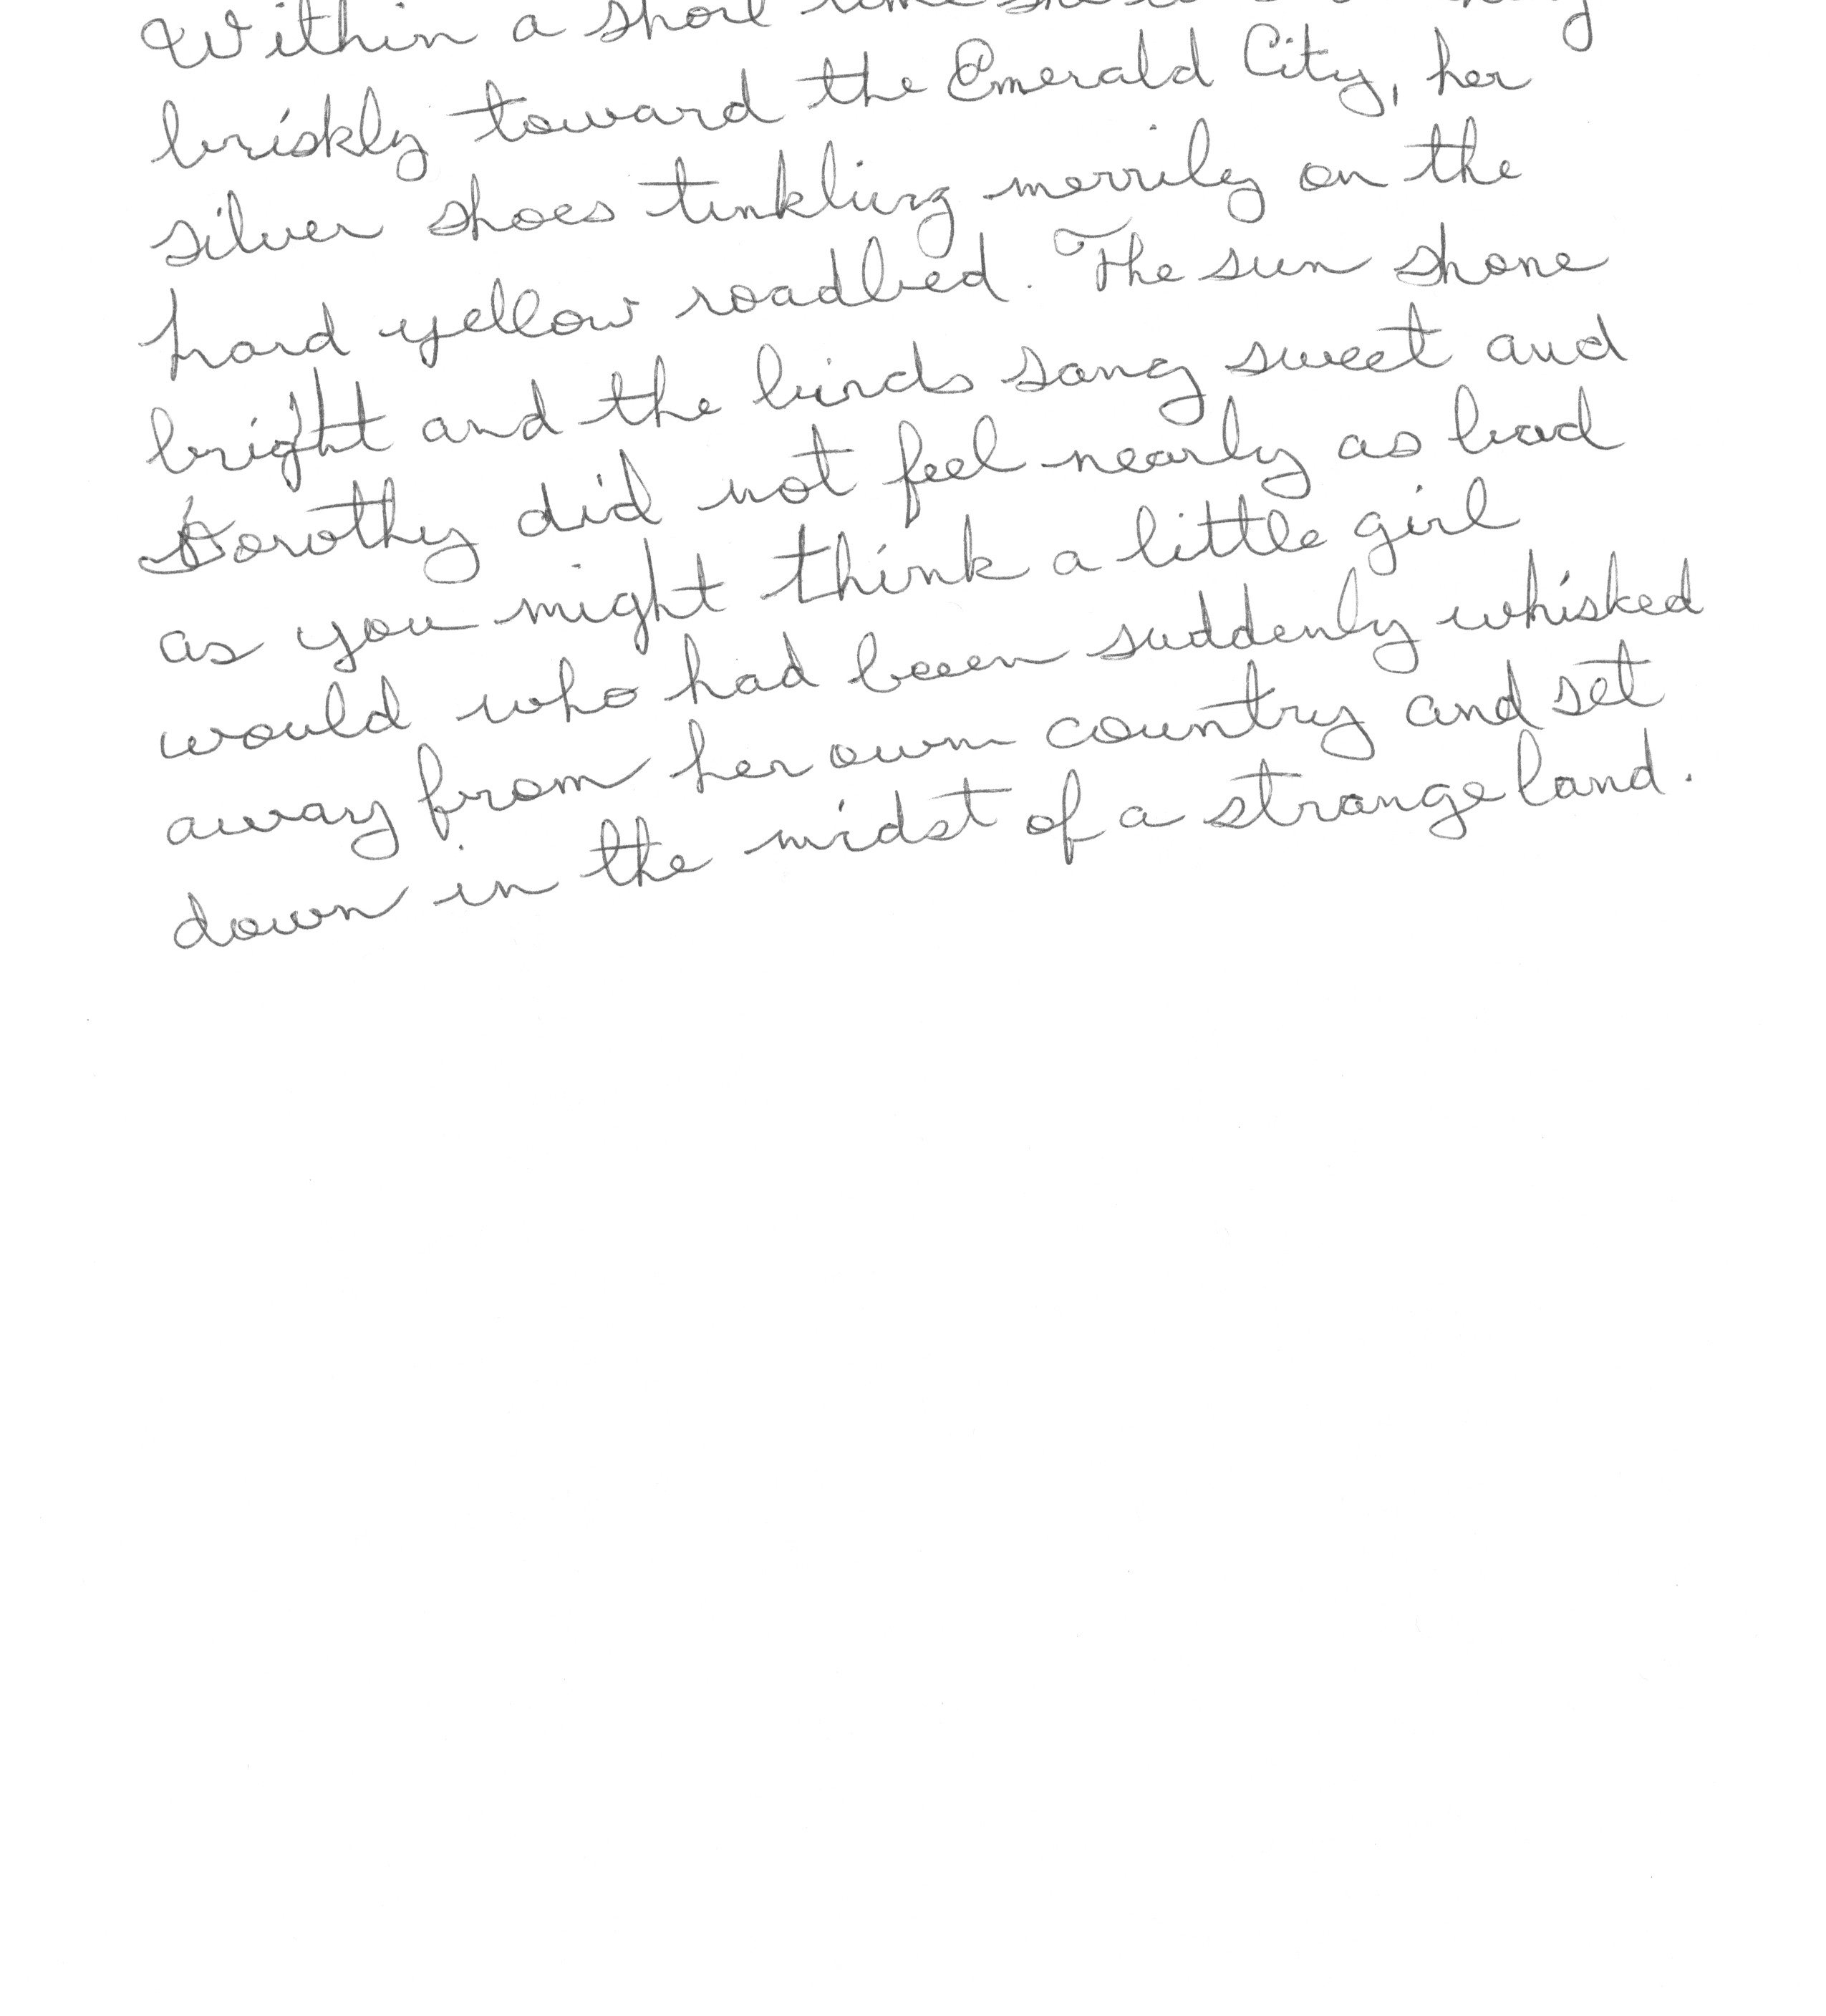 Within a short time she
briskly toward the Emerald City, her
silver shoes tinkling merrily on the
hard yellow roadbed. The sun shone
bright and the birds sang sweet and
Dorothy did not feel nearly as bad
as you might think a little girl
would who had been suddenly whisked
away from her own country and set
down in the midst of a strange land.